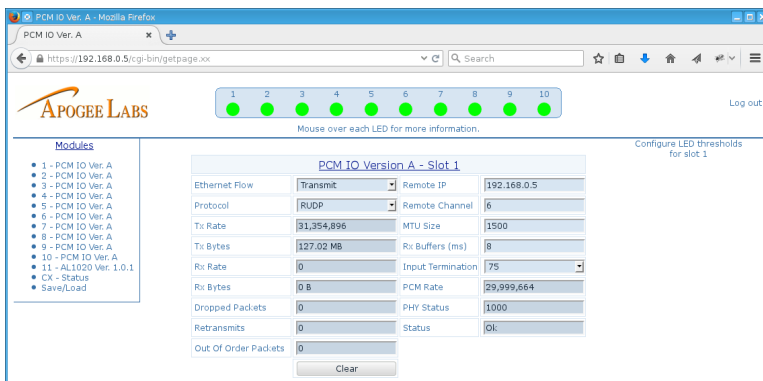 PCM IO Ver. A - Mozilla Firefox
PCM IO Ver. A
https://192.168.0.5/cgi-bin/getpage.xx
Search
APOGEE LABS
1 2 3 4 5 6 7 8 9 10
Mouse over each LED for more information.
Log out
Modules
1 - PCM IO Ver. A
2 - PCM IO Ver. A
3 - PCM IO Ver. A
4 - PCM IO Ver. A
5 - PCM IO Ver. A
6 - PCM IO Ver. A
7 - PCM IO Ver. A
8 - PCM IO Ver. A
9 - PCM IO Ver. A
10 - PCM IO Ver. A
11 - AL1020 Ver. 1.0.1
CX - Status
Save/Load
Configure LED thresholds
for slot 1
PCM IO Version A - Slot 1
Ethernet Flow Transmit Remote IP 192.168.0.5
Protocol RUDP Remote Channel 6
Tx Rate 31,354,896 MTU Size 1500
Tx Bytes 127.02 MB Rx Buffers (ms) 8
Rx Rate 0 Input Termination 75
Rx Bytes 0 B PCM Rate 29,999,664
Dropped Packets 0 PHY Status 1000
Retransmits 0 Status Ok
Out Of Order Packets 0
Clear